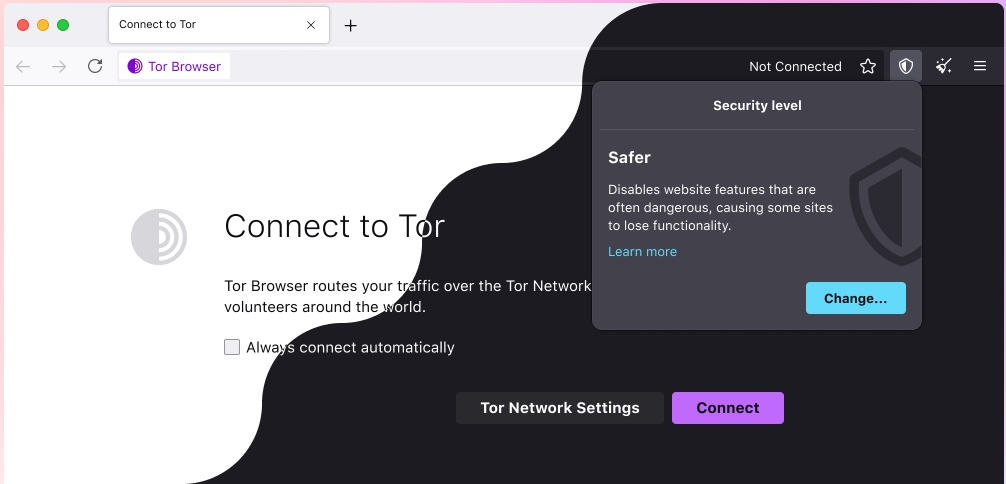 Connect to Tor
Tor Browser
Not Connected
Security level
Safer
Disables website features that are
often dangerous, causing some sites
to lose functionality.
Learn more
Change...
Connect to Tor
Tor Browser routes your traffic over the Tor Network
volunteers around the world.
Always connect automatically
Tor Network Settings
Connect